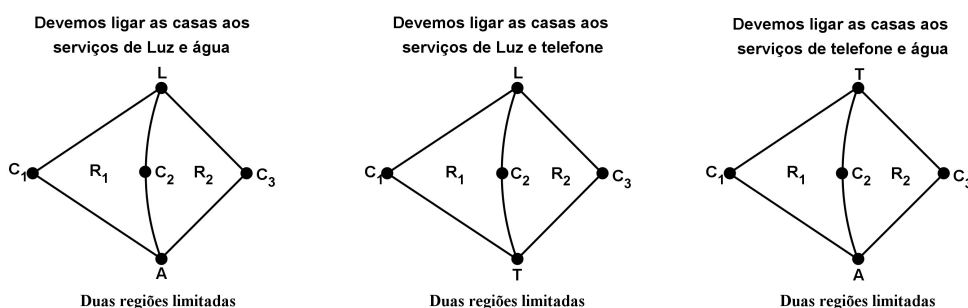 Devemos ligar as casas aos
serviços de Luz e água
L
C1
R1
C2
R2
C3
A
Duas regiões limitadas
Devemos ligar as casas aos
serviços de Luz e telefone
L
C1
R1
C2
R2
C3
T
Duas regiões limitadas
Devemos ligar as casas aos
serviços de telefone e água
T
C1
R1
C2
R2
C3
A
Duas regiões limitadas